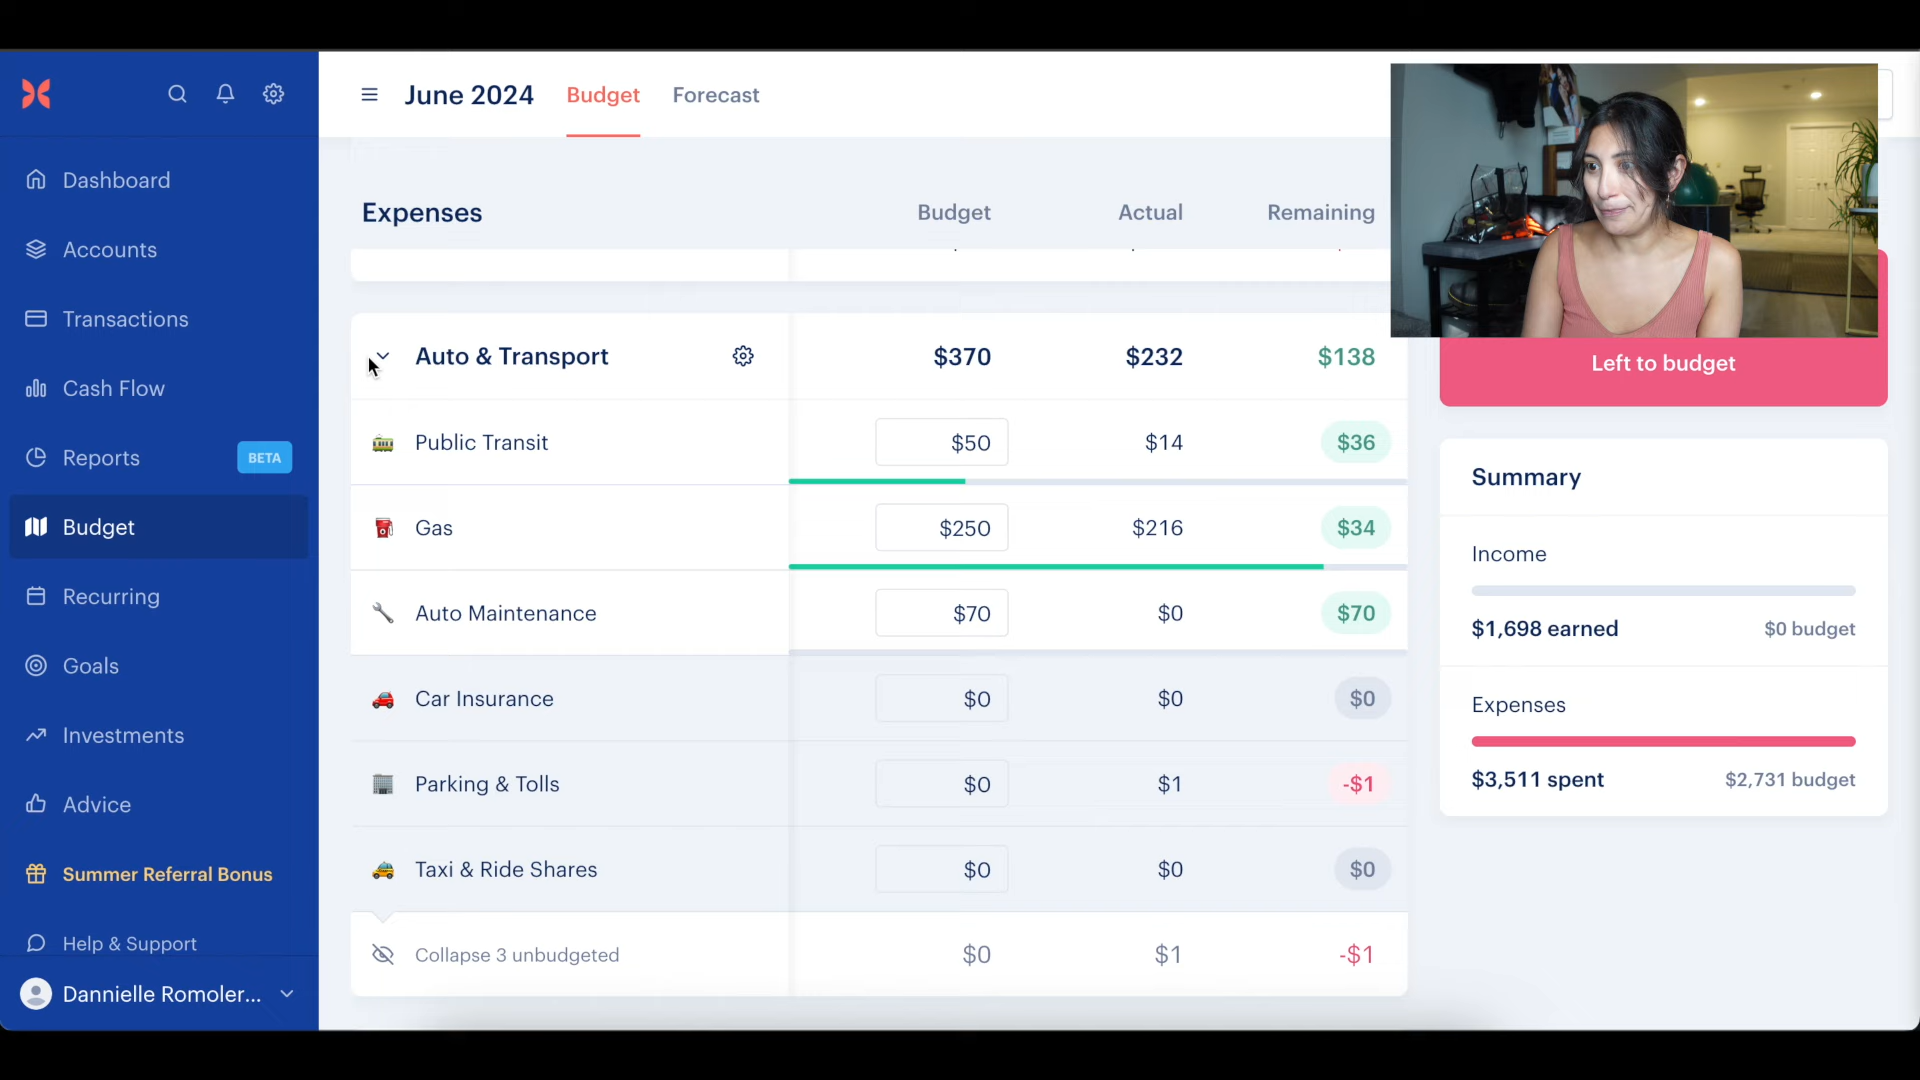 June 2024 Budget Forecast
Dashboard
Accounts
Transactions
Cash Flow
Reports BETA
Budget
Recurring
Goals
Investments
Advice
Summer Referral Bonus
Help & Support
Dannielle Romoler...
Expenses Budget Actual Remaining
Auto & Transport $370 $232 $138
Public Transit $50 $14 $36
Gas $250 $216 $34
Auto Maintenance $70 $0 $70
Car Insurance $0 $0 $0
Parking & Tolls $0 $1 -$1
Taxi & Ride Shares $0 $0 $0
Collapse 3 unbudgeted $0 $1 -$1
Left to budget
Summary
Income
$1,698 earned $0 budget
Expenses
$3,511 spent $2,731 budget